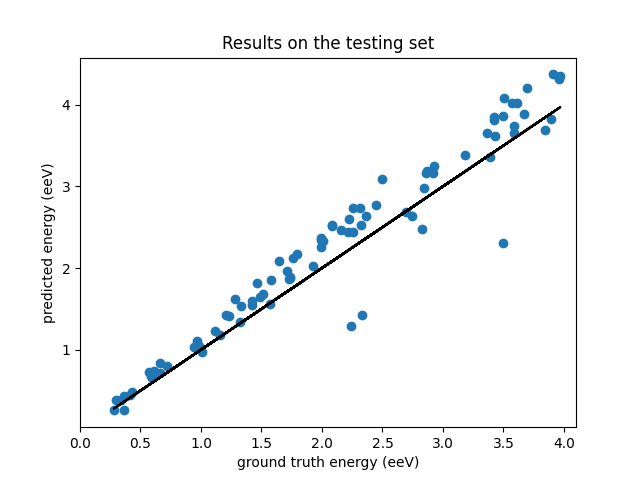 Results on the testing set
predicted energy (eeV)
4
3
2
1
0.0 0.5 1.0 1.5 2.0 2.5 3.0 3.5 4.0
ground truth energy (eeV)